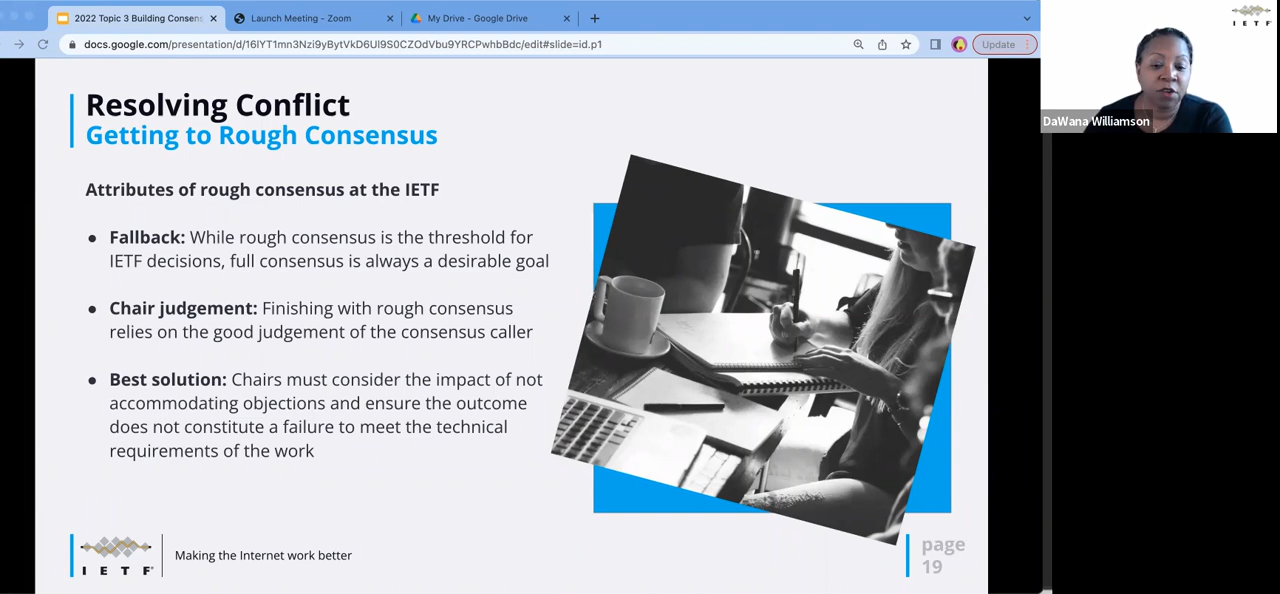 2022 Topic 3 Building Consens
Launch Meeting - Zoom
My Drive - Google Drive
docs.google.com/presentation/d/16lYT1mn3Nzi9yBytVkD6Ul9S0CZOdVbu9YRCPwhbBdc/edit#slide=id.p1
Update
IETF
DaWana Williamson
Resolving Conflict
Getting to Rough Consensus
Attributes of rough consensus at the IETF
● Fallback: While rough consensus is the threshold for
IETF decisions, full consensus is always a desirable goal
● Chair judgement: Finishing with rough consensus
relies on the good judgement of the consensus caller
● Best solution: Chairs must consider the impact of not
accommodating objections and ensure the outcome
does not constitute a failure to meet the technical
requirements of the work
IETF®
Making the Internet work better
page
19